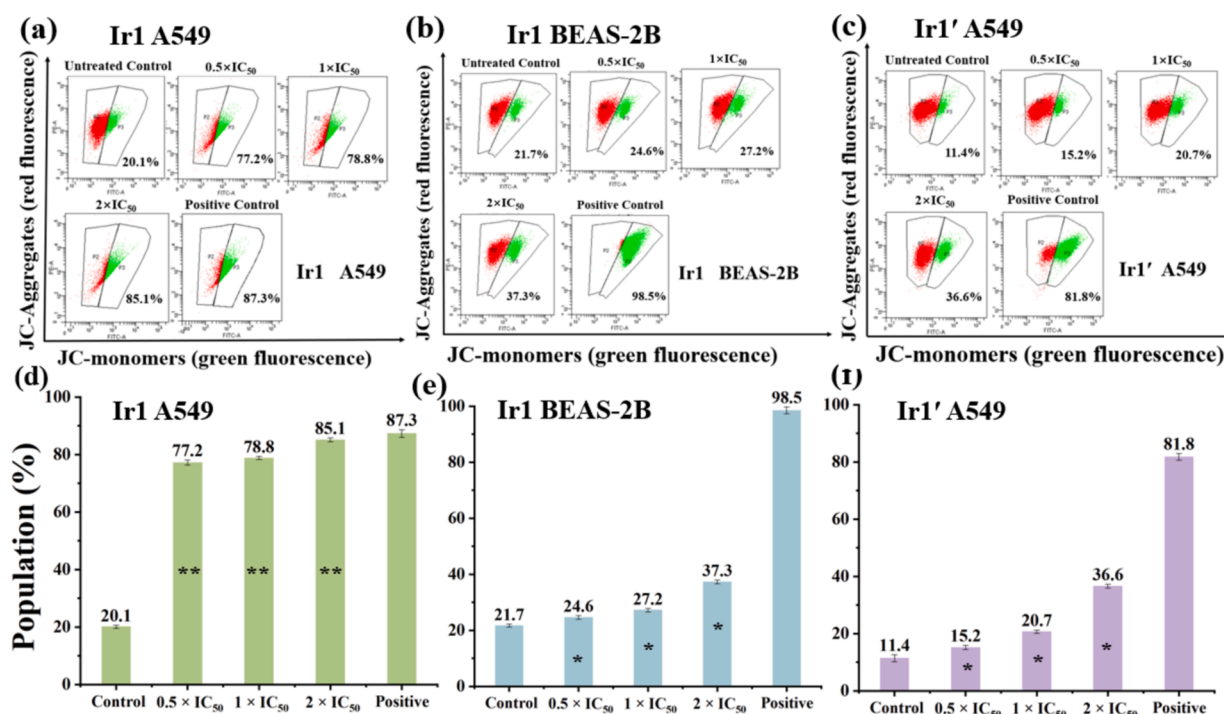 (a) Ir1 A549
(b) Ir1 BEAS-2B
(c) Ir1′ A549
JC-Aggregates (red fluorescence)
Untreated Control
20.1%
0.5×IC₅₀
77.2%
1×IC₅₀
78.8%
2×IC₅₀
85.1%
Positive Control
87.3%
Ir1 A549
JC-Aggregates (red fluorescence)
Untreated Control
21.7%
0.5×IC₅₀
24.6%
1×IC₅₀
27.2%
2×IC₅₀
37.3%
Positive Control
98.5%
Ir1 BEAS-2B
JC-Aggregates (red fluorescence)
Untreated Control
11.4%
0.5×IC₅₀
15.2%
1×IC₅₀
20.7%
2×IC₅₀
36.6%
Positive Control
81.8%
Ir1′ A549
JC-monomers (green fluorescence)
JC-monomers (green fluorescence)
JC-monomers (green fluorescence)
(d) Ir1 A549
Population (%)
100
80
60
40
20
0
20.1
77.2
78.8
85.1
87.3
** ** **
Control 0.5 × IC₅₀ 1 × IC₅₀ 2 × IC₅₀ Positive
(e) Ir1 BEAS-2B
100
80
60
40
20
0
21.7
24.6
27.2
37.3
98.5
* * *
Control 0.5 × IC₅₀ 1 × IC₅₀ 2 × IC₅₀ Positive
Ir1′ A549
100
80
60
40
20
0
11.4
15.2
20.7
36.6
81.8
* * *
Control 0.5 × IC₅₀ 1 × IC₅₀ 2 × IC₅₀ Positive